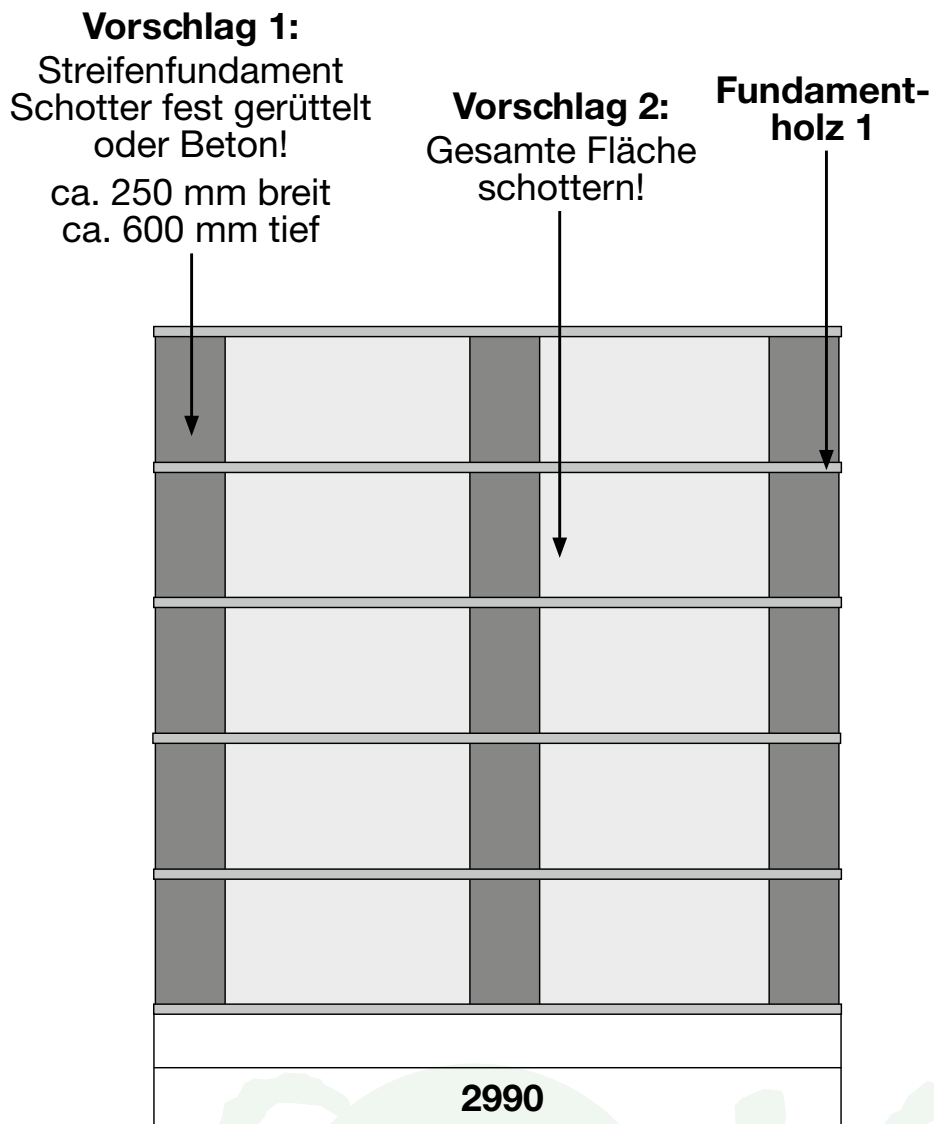 Vorschlag 1:
Streifenfundament
Schotter fest gerüttelt
oder Beton!
ca. 250 mm breit
ca. 600 mm tief
Vorschlag 2:
Gesamte Fläche
schottern!
Fundament-
holz 1
2990